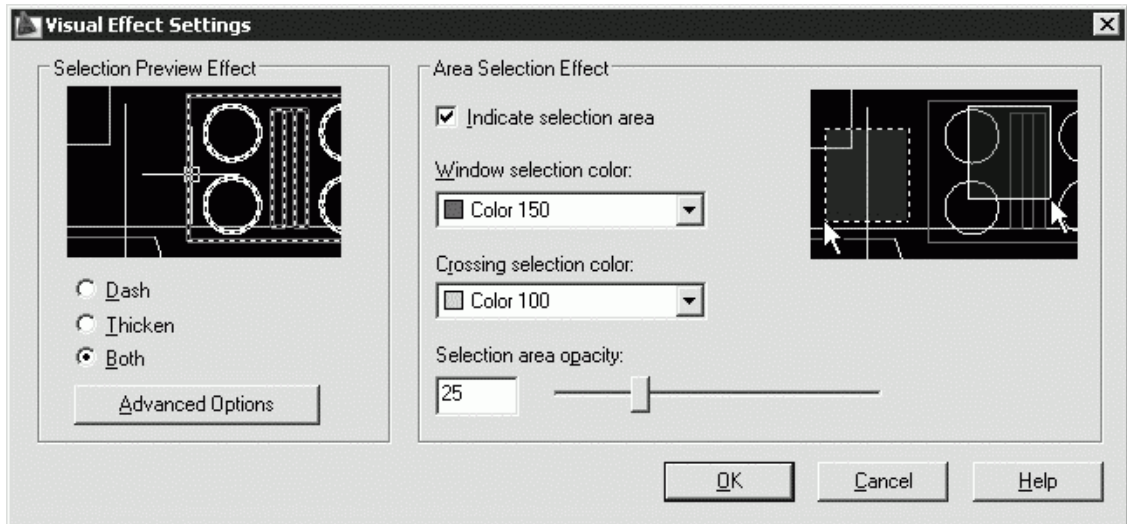 Visual Effect Settings
Selection Preview Effect
Dash
Thicken
Both
Advanced Options
Area Selection Effect
Indicate selection area
Window selection color:
Color 150
Crossing selection color:
Color 100
Selection area opacity:
25
OK
Cancel
Help